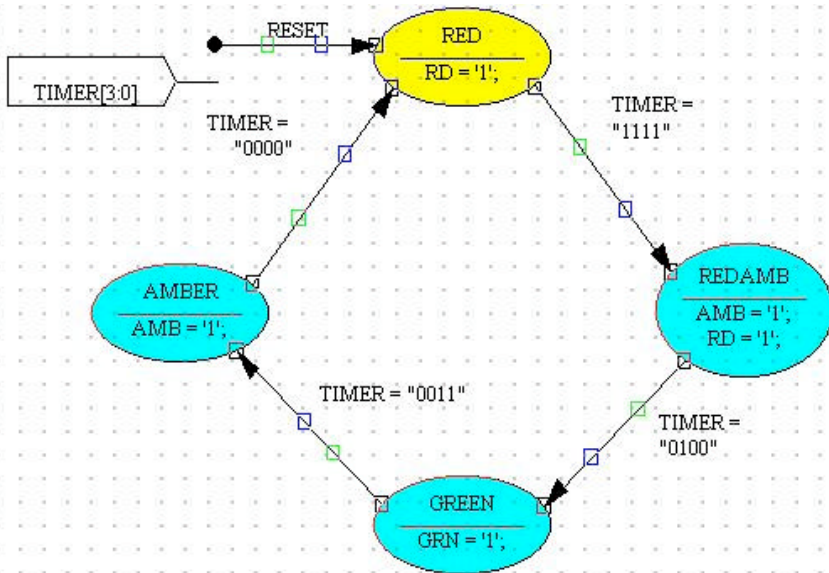 RESET
RED
RD = '1';
TIMER[3:0]
TIMER =
"0000"
TIMER =
"1111"
AMBER
AMB = '1';
REDAMB
AMB = '1';
RD = '1';
TIMER = "0011"
TIMER =
"0100"
GREEN
GRN = '1';